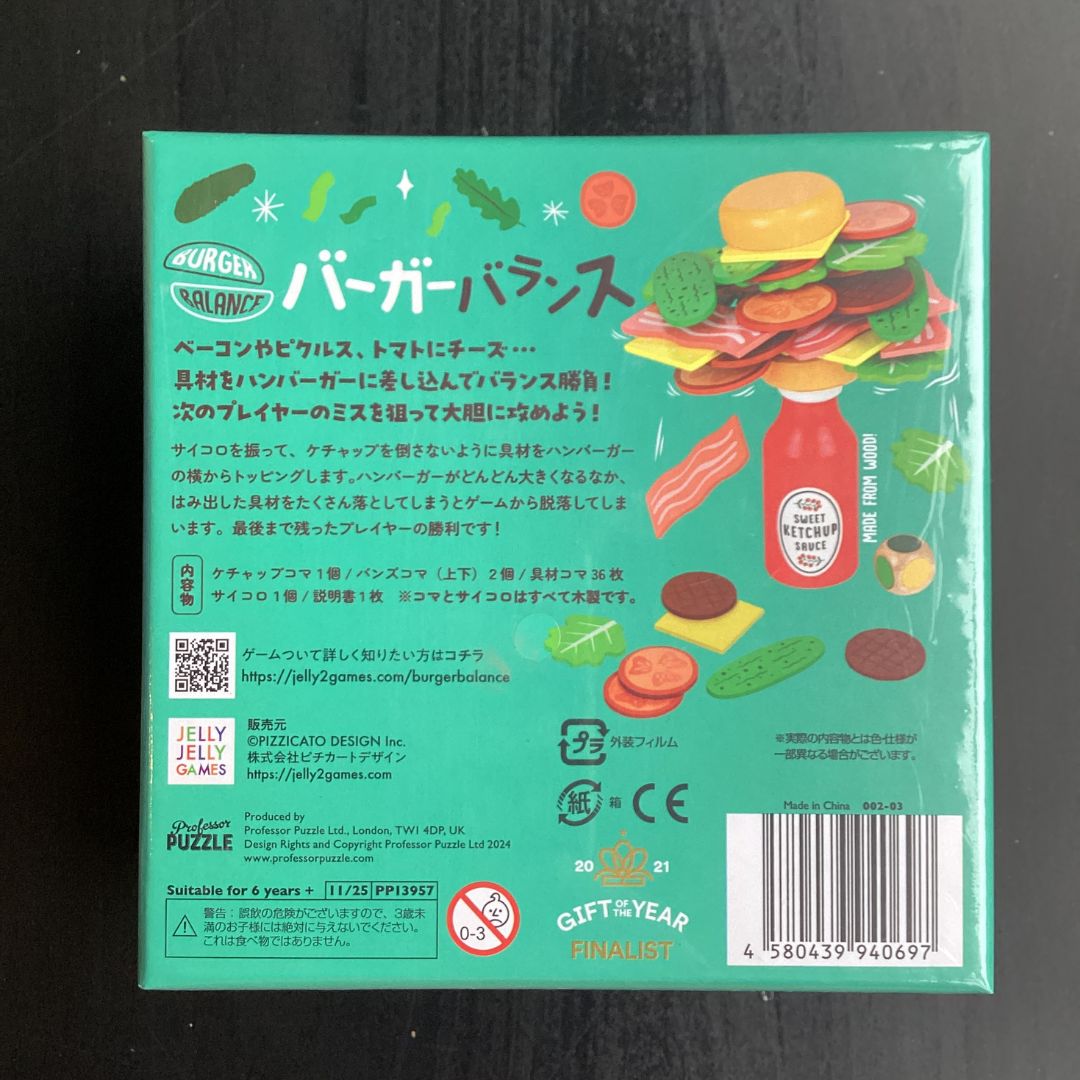 BURGER
BALANCE
バーガーバランス
ベーコンやピクルス、トマトにチーズ…
具材をハンバーガーに差し込んでバランス勝負！
次のプレイヤーのミスを狙って大胆に攻めよう！
サイコロを振って、ケチャップを倒さないように具材をハンバーガー
の横からトッピングします。ハンバーガーがどんどん大きくなるなか、
はみ出した具材をたくさん落としてしまうとゲームから脱落してしま
います。最後まで残ったプレイヤーの勝利です！
内容物
ケチャップコマ1個 / バンズコマ（上下）2個 / 具材コマ36枚
サイコロ1個 / 説明書1枚　※コマとサイコロはすべて木製です。
SWEET
KETCHUP
SAUCE
MADE FROM WOOD!
ゲームついて詳しく知りたい方はコチラ
https://jelly2games.com/burgerbalance
JELLY
JELLY
GAMES
販売元
©PIZZICATO DESIGN Inc.
株式会社ピチカートデザイン
https://jelly2games.com
プラ
外装フィルム
紙
箱
CE
※実際の内容物とは色・仕様が
一部異なる場合がございます。
Professor
PUZZLE
Produced by
Professor Puzzle Ltd., London, TW1 4DP, UK
Design Rights and Copyright Professor Puzzle Ltd 2024
www.professorpuzzle.com
Suitable for 6 years +
11/25
PP13957
警告：誤飲の危険がございますので、3歳未
満のお子様には絶対に与えないでください。
これは食べ物ではありません。
0-3
2021
GIFT OF THE YEAR
FINALIST
Made in China 002-03
4 580439 940697